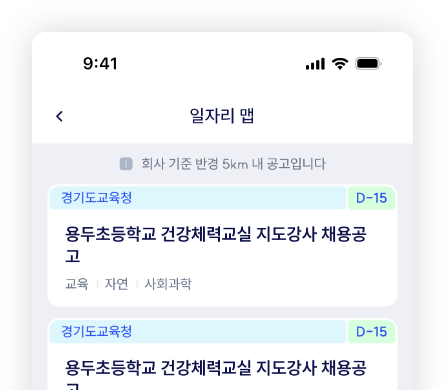 9:41
일자리 맵
회사 기준 반경 5km 내 공고입니다
경기도교육청 D-15
용두초등학교 건강체력교실 지도강사 채용공
고
교육 자연 사회과학
경기도교육청 D-15
용두초등학교 건강체력교실 지도강사 채용공
고